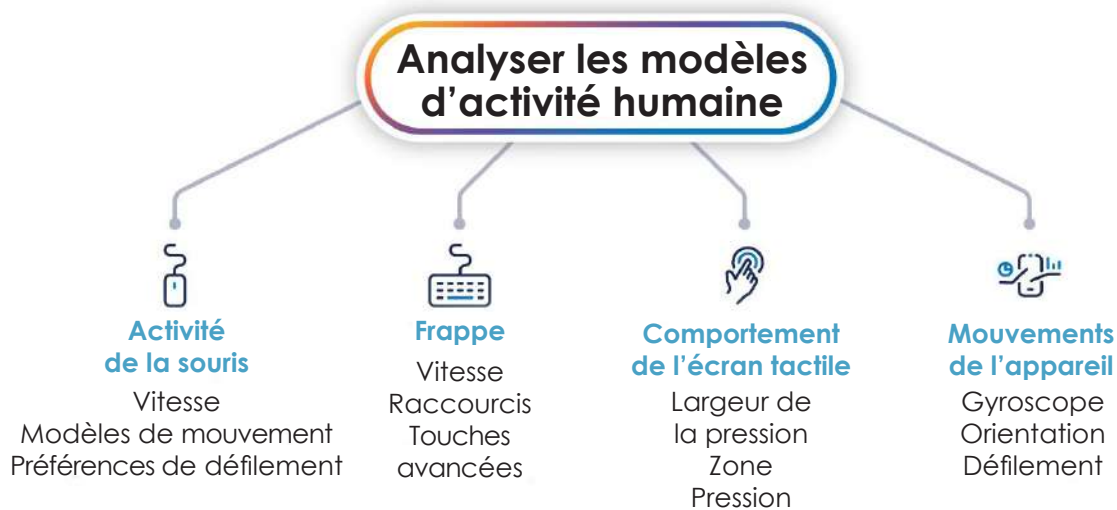 Analyser les modèles
d’activité humaine
Activité
de la souris
Vitesse
Modèles de mouvement
Préférences de défilement
Frappe
Vitesse
Raccourcis
Touches
avancées
Comportement
de l’écran tactile
Largeur de
la pression
Zone
Pression
Mouvements
de l’appareil
Gyroscope
Orientation
Défilement